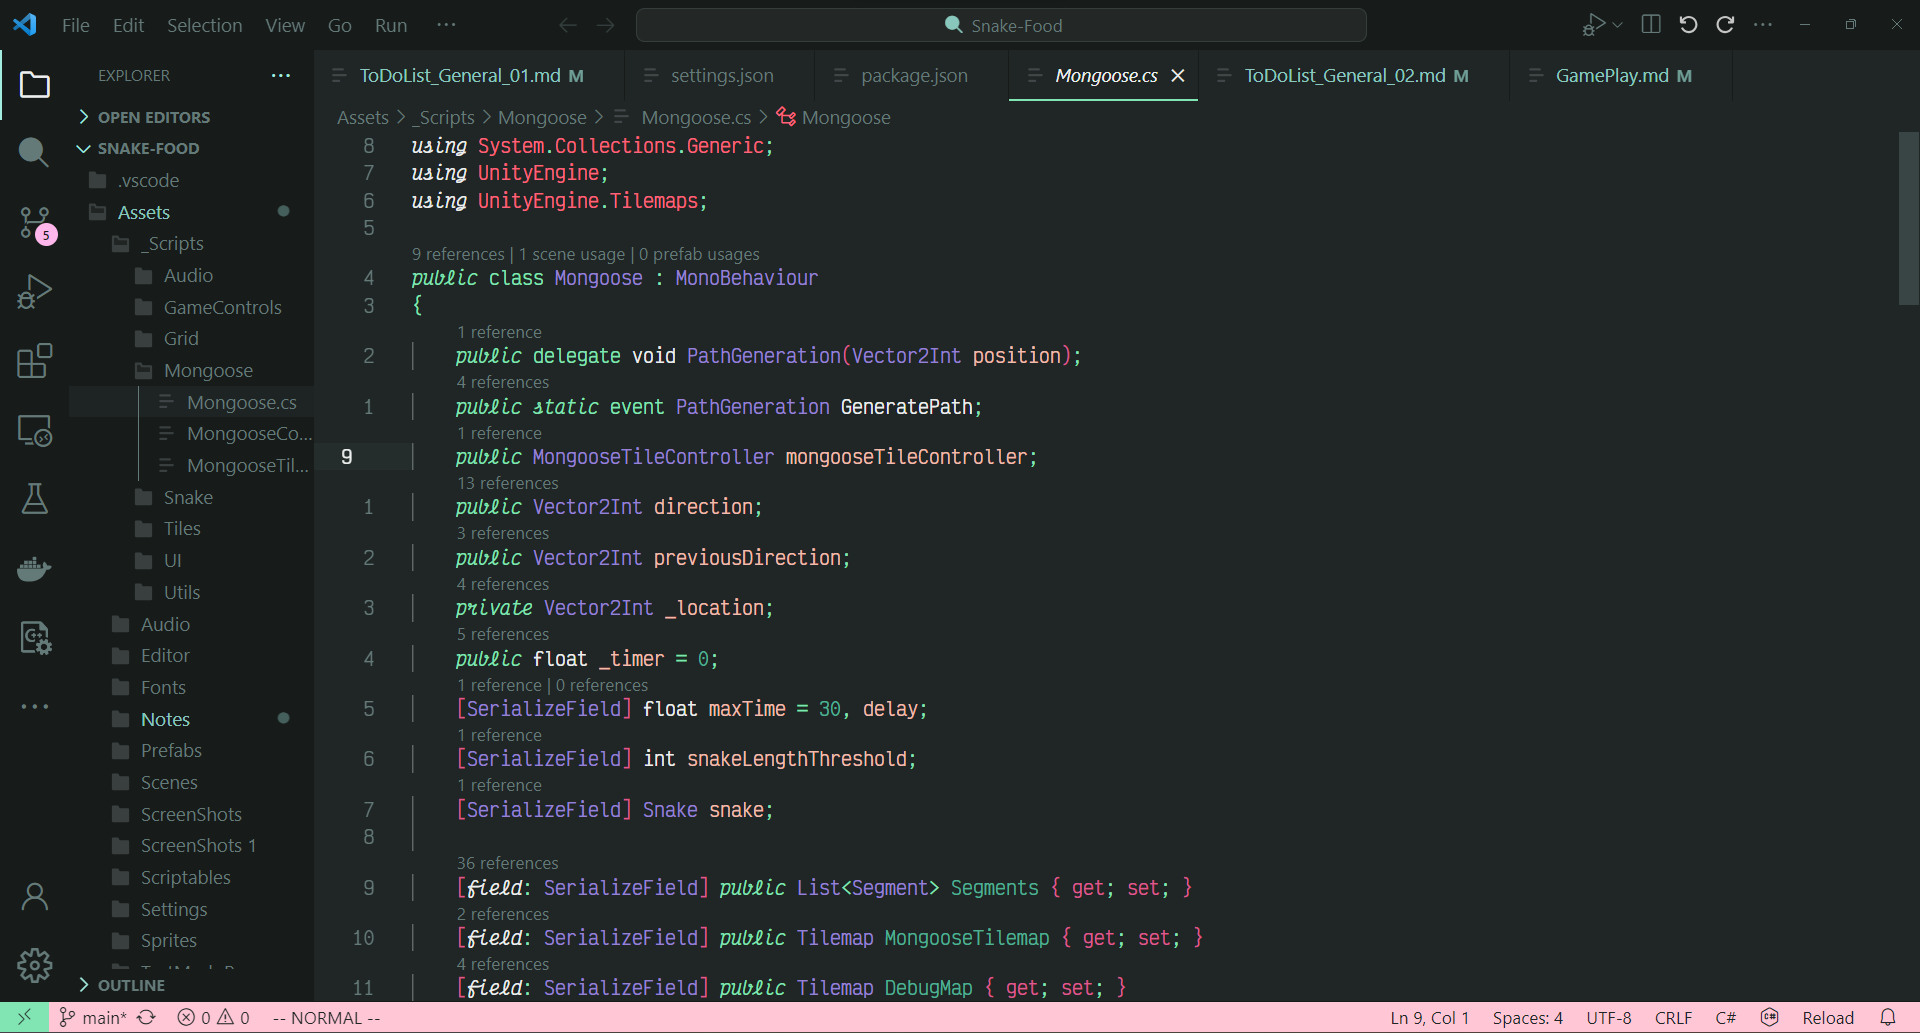 File Edit Selection View Go Run ··· Snake-Food
EXPLORER ···
OPEN EDITORS
SNAKE-FOOD
.vscode
Assets
_Scripts
Audio
GameControls
Grid
Mongoose
Mongoose.cs
MongooseCo...
MongooseTil...
Snake
Tiles
UI
Utils
Audio
Editor
Fonts
Notes
Prefabs
Scenes
ScreenShots
ScreenShots 1
Scriptables
Settings
Sprites
OUTLINE
5
ToDoList_General_01.md M settings.json package.json Mongoose.cs ToDoList_General_02.md M GamePlay.md M
Assets > _Scripts > Mongoose > Mongoose.cs > Mongoose
8 using System.Collections.Generic;
7 using UnityEngine;
6 using UnityEngine.Tilemaps;
5
9 references | 1 scene usage | 0 prefab usages
4 public class Mongoose : MonoBehaviour
3 {
1 reference
2 public delegate void PathGeneration(Vector2Int position);
4 references
1 public static event PathGeneration GeneratePath;
1 reference
9 public MongooseTileController mongooseTileController;
13 references
1 public Vector2Int direction;
3 references
2 public Vector2Int previousDirection;
4 references
3 private Vector2Int _location;
5 references
4 public float _timer = 0;
1 reference | 0 references
5 [SerializeField] float maxTime = 30, delay;
1 reference
6 [SerializeField] int snakeLengthThreshold;
1 reference
7 [SerializeField] Snake snake;
8
36 references
9 [field: SerializeField] public List<Segment> Segments { get; set; }
2 references
10 [field: SerializeField] public Tilemap MongooseTilemap { get; set; }
4 references
11 [field: SerializeField] public Tilemap DebugMap { get; set; }
main* 0 0 -- NORMAL -- Ln 9, Col 1 Spaces: 4 UTF-8 CRLF C# Reload